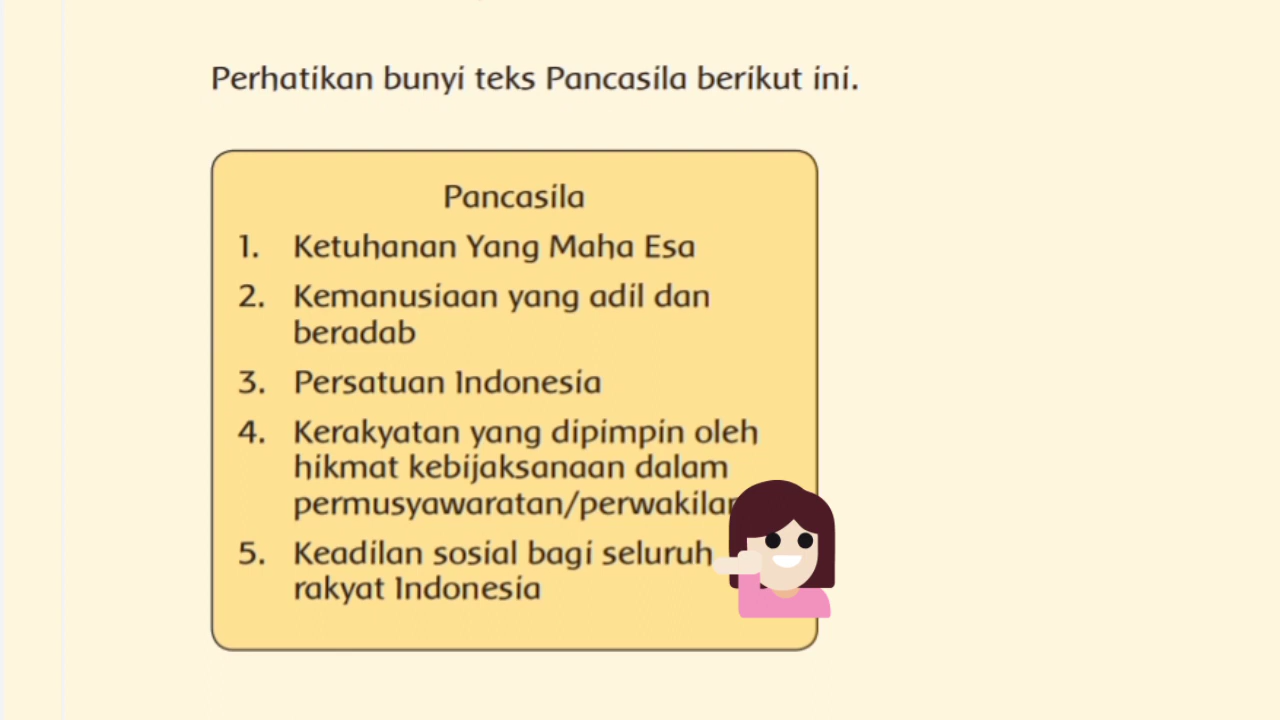 Perhatikan bunyi teks Pancasila berikut ini.
Pancasila
1. Ketuhanan Yang Maha Esa
2. Kemanusiaan yang adil dan
beradab
3. Persatuan Indonesia
4. Kerakyatan yang dipimpin oleh
hikmat kebijaksanaan dalam
permusyawaratan/perwakilan
5. Keadilan sosial bagi seluruh
rakyat Indonesia